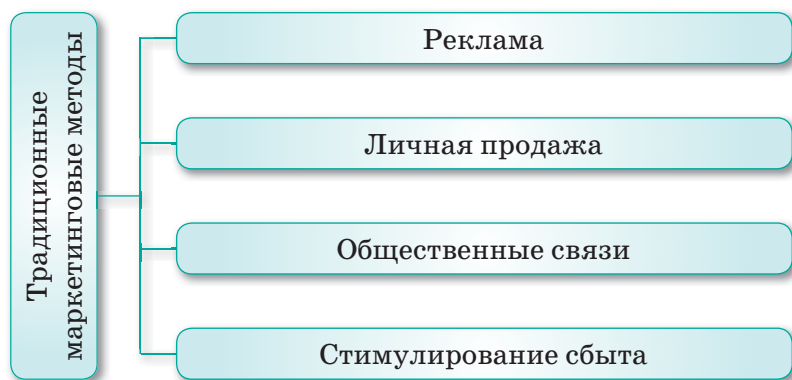 Традиционные
маркетинговые методы
Реклама
Личная продажа
Общественные связи
Стимулирование сбыта